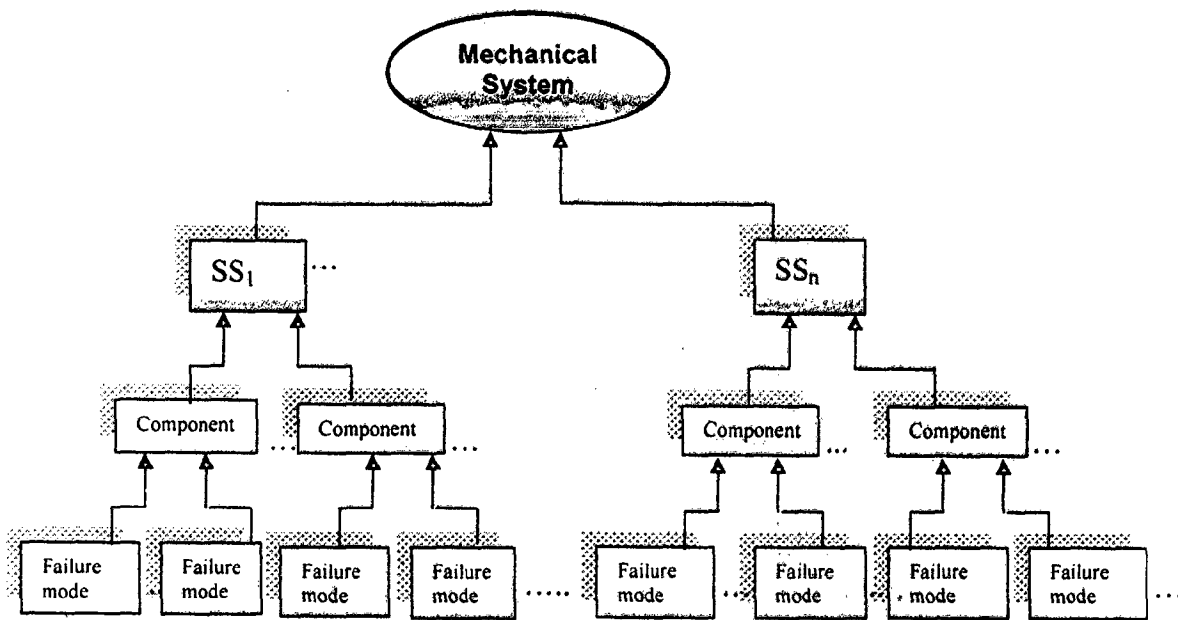 Mechanical
System
SS₁ ...
SSₙ
Component ...
Component ...
Component ...
Component ...
Failure
mode
Failure
mode
Failure
mode
Failure
mode .....
Failure
mode ...
Failure
mode ...
Failure
mode
Failure
mode ...